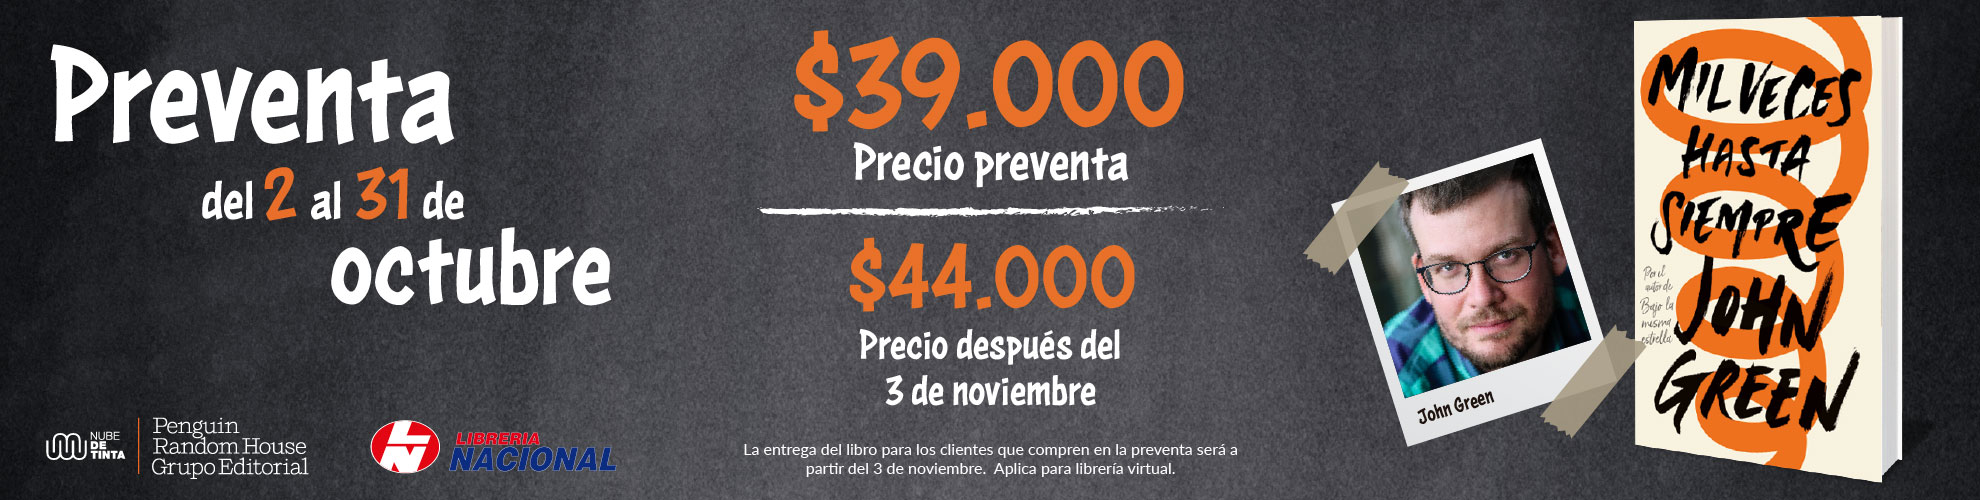 Preventa
del 2 al 31 de
octubre
NUBE
DE
TINTA
Penguin
Random House
Grupo Editorial
LN
LIBRERIA
NACIONAL
$39.000
Precio preventa
$44.000
Precio después del
3 de noviembre
La entrega del libro para los clientes que compren en la preventa será a
partir del 3 de noviembre. Aplica para librería virtual.
John Green
MIL VECES
HASTA
SIEMPRE
Por el
autor de
Bajo la
misma
estrella
JOHN
GREEN